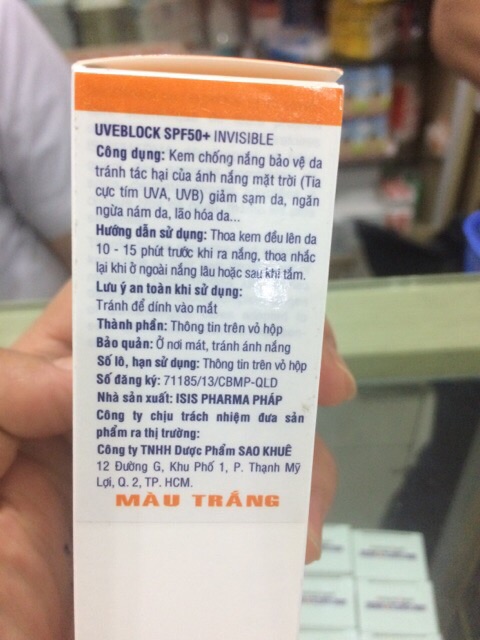 UVEBLOCK SPF50+ INVISIBLE
Công dụng: Kem chống nắng bảo vệ da
tránh tác hại của ánh nắng mặt trời (Tia
cực tím UVA, UVB) giảm sạm da, ngăn
ngừa nám da, lão hóa da...
Hướng dẫn sử dụng: Thoa kem đều lên da
10 - 15 phút trước khi ra nắng, thoa nhắc
lại khi ở ngoài nắng lâu hoặc sau khi tắm.
Lưu ý an toàn khi sử dụng:
Tránh để dính vào mắt
Thành phần: Thông tin trên vỏ hộp
Bảo quản: Ở nơi mát, tránh ánh nắng
Số lô, hạn sử dụng: Thông tin trên vỏ hộp
Số đăng ký: 71185/13/CBMP-QLD
Nhà sản xuất: ISIS PHARMA PHÁP
Công ty chịu trách nhiệm đưa sản
phẩm ra thị trường:
Công ty TNHH Dược Phẩm SAO KHUÊ
12 Đường G, Khu Phố 1, P. Thạnh Mỹ
Lợi, Q. 2, TP. HCM.
MÀU TRẮNG